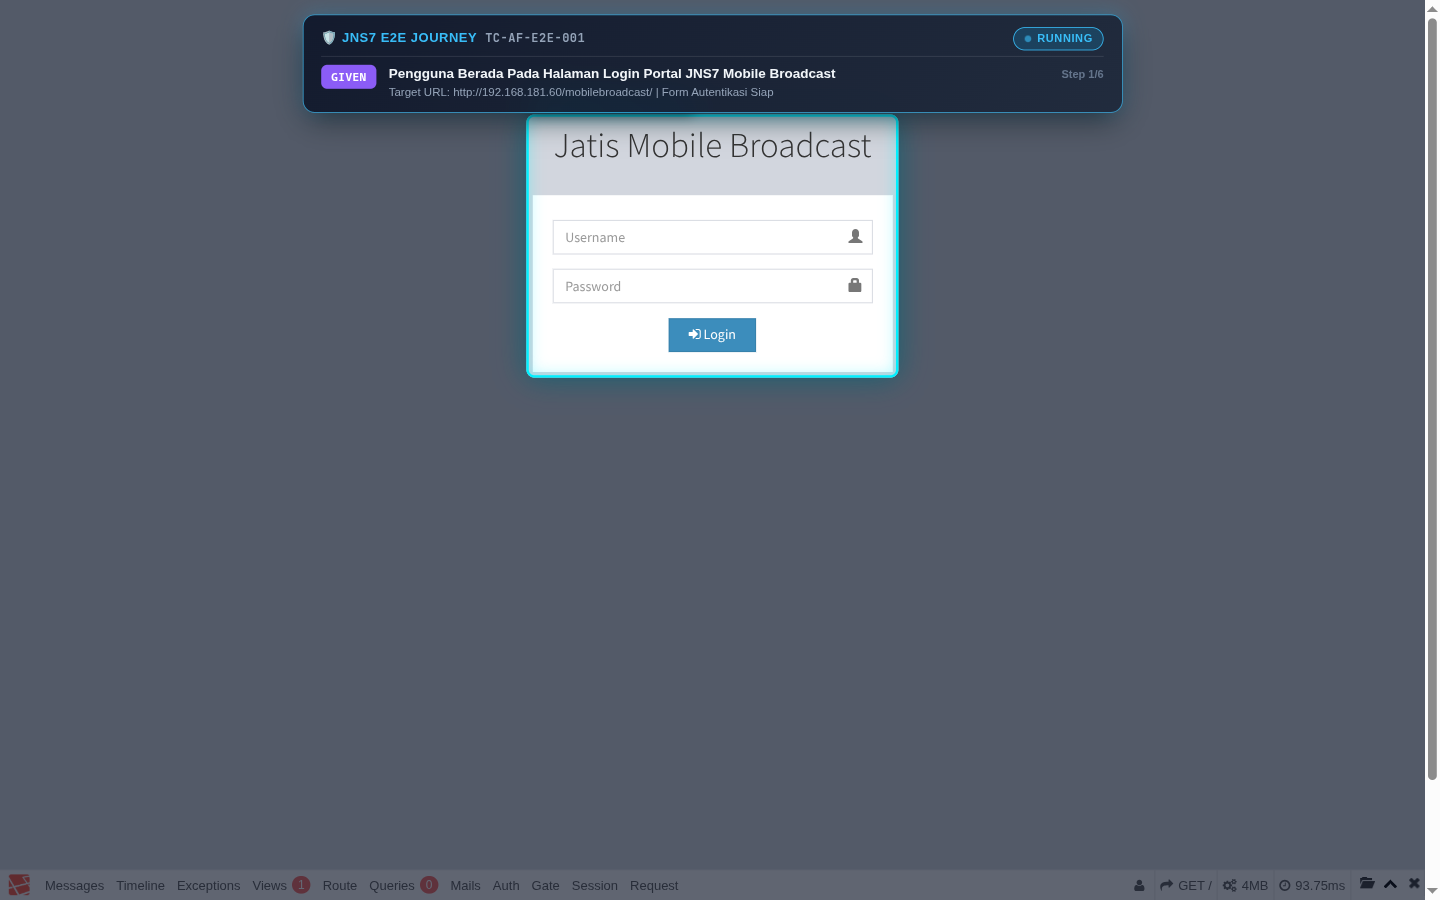 JNS7 E2E JOURNEY TC-AF-E2E-001 RUNNING
GIVEN Pengguna Berada Pada Halaman Login Portal JNS7 Mobile Broadcast Step 1/6
Target URL: http://192.168.181.60/mobilebroadcast/ | Form Autentikasi Siap
Jatis Mobile Broadcast
Username
Password
Login
Messages Timeline Exceptions Views 1 Route Queries 0 Mails Auth Gate Session Request GET / 4MB 93.75ms